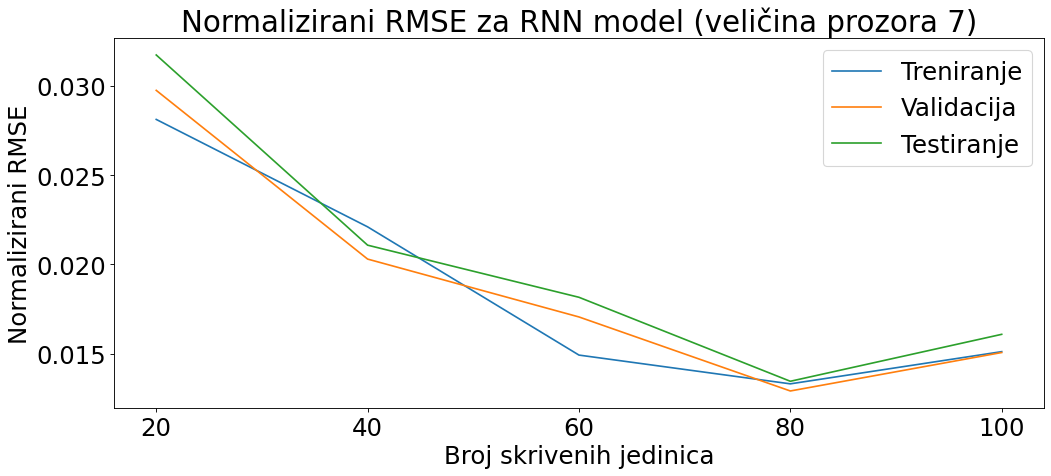 Normalizirani RMSE za RNN model (veličina prozora 7)
Treniranje
Validacija
Testiranje
Normalizirani RMSE
0.030
0.025
0.020
0.015
20 40 60 80 100
Broj skrivenih jedinica